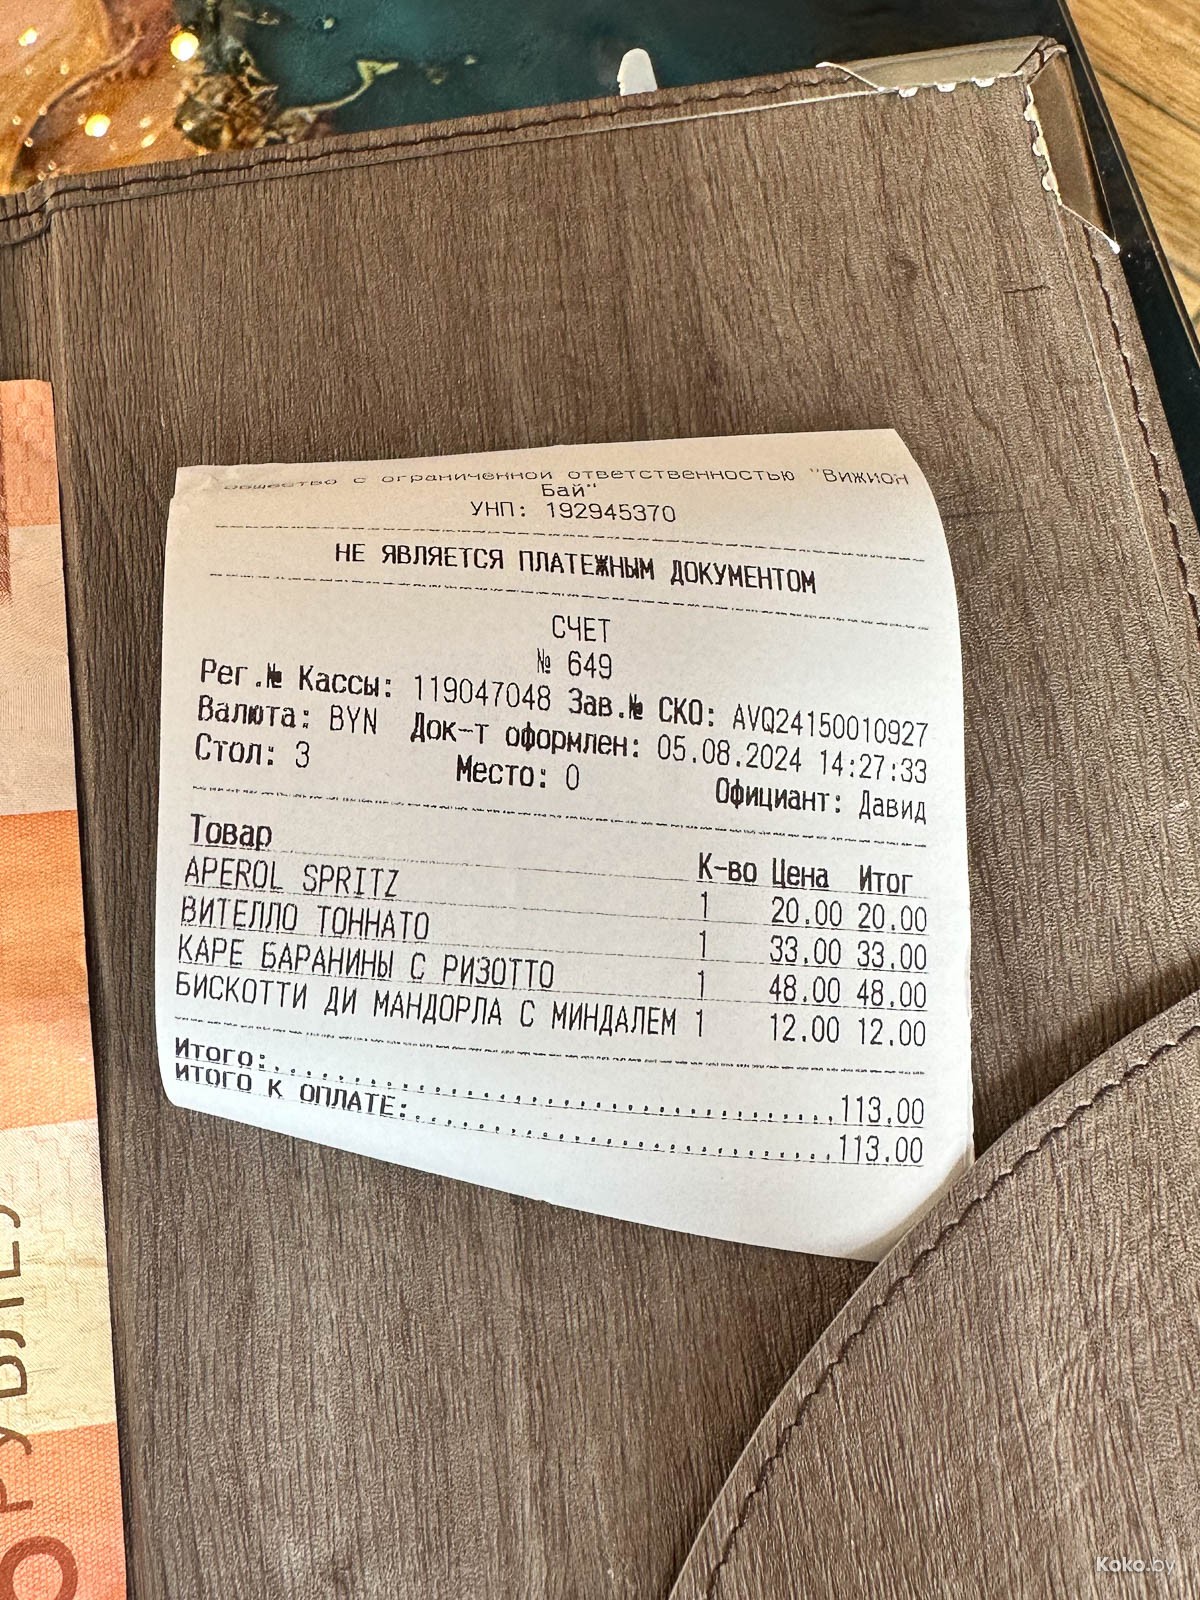 Общество с ограниченной ответственностью "Вижион
Бай"
УНП: 192945370
НЕ ЯВЛЯЕТСЯ ПЛАТЕЖНЫМ ДОКУМЕНТОМ
СЧЕТ
№ 649
Рег.№ Кассы: 119047048 Зав.№ СКО: AVQ24150010927
Валюта: BYN Док-т оформлен: 05.08.2024 14:27:33
Стол: 3 Место: 0 Официант: Давид
Товар К-во Цена Итог
APEROL SPRITZ 1 20.00 20.00
ВИТЕЛЛО ТОННАТО 1 33.00 33.00
КАРЕ БАРАНИНЫ С РИЗОТТО 1 48.00 48.00
БИСКОТТИ ДИ МАНДОРЛА С МИНДАЛЕМ 1 12.00 12.00
Итого: 113.00
ИТОГО К ОПЛАТЕ: 113.00
Koko.by